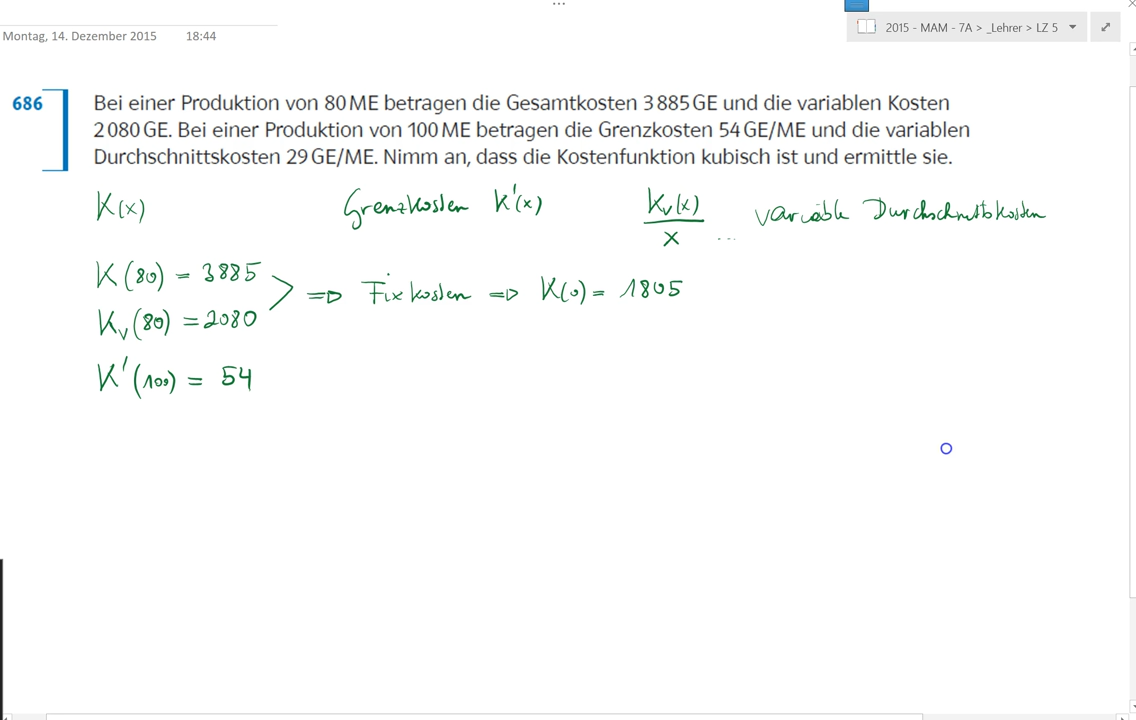 ...
2015 - MAM - 7A > _Lehrer > LZ 5
Montag, 14. Dezember 2015 18:44
686 Bei einer Produktion von 80 ME betragen die Gesamtkosten 3 885 GE und die variablen Kosten
2 080 GE. Bei einer Produktion von 100 ME betragen die Grenzkosten 54 GE/ME und die variablen
Durchschnittskosten 29 GE/ME. Nimm an, dass die Kostenfunktion kubisch ist und ermittle sie.
K(x) Grenzkosten K'(x) Kv(x)/x ... variable Durchschnittskosten
K(80) = 3885
⇒ Fixkosten ⇒ K(0) = 1805
Kv(80) = 2080
K'(100) = 54